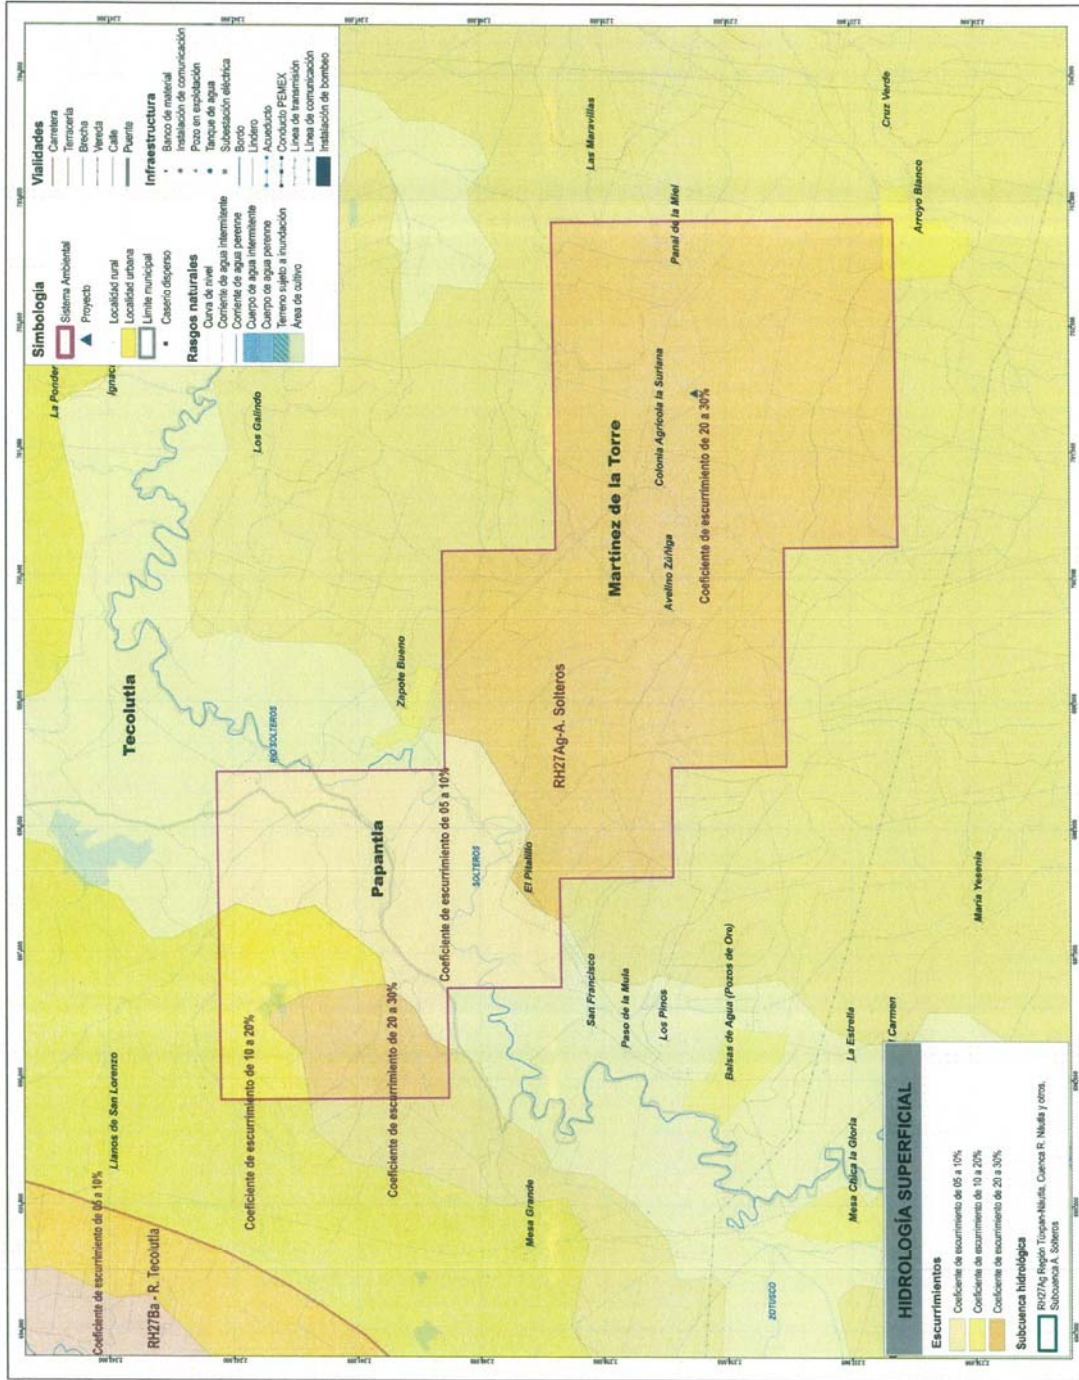 Simbología
Sistema Ambiental
Proyecto
Localidad rural
Localidad urbana
Límite municipal
Caserío disperso
Rasgos naturales
Curva de nivel
Corriente de agua intermitente
Corriente de agua perenne
Cuerpo de agua intermitente
Cuerpo de agua perenne
Terreno sujeto a inundación
Área de cultivo
Vialidades
Carretera
Terracería
Brecha
Vereda
Calle
Puente
Infraestructura
Banco de material
Instalación de comunicación
Pozo en explotación
Tanque de agua
Subestación eléctrica
Bordo
Lindero
Acueducto
Conducto PEMEX
Línea de transmisión
Línea de comunicación
Instalación de bombeo
La Ponder
Ignac
Los Galindo
Llanos de San Lorenzo
Coeficiente de escurrimiento de 05 a 10%
RH27Ba - R. Tecolutla
Tecolutla
RIO SOLTEROS
Zapote Bueno
Coeficiente de escurrimiento de 10 a 20%
Papantla
Coeficiente de escurrimiento de 20 a 30%
Coeficiente de escurrimiento de 05 a 10%
SOLTEROS
El Pitalillo
Mesa Grande
San Francisco
Paso de la Mula
Los Pinos
Balsas de Agua (Pozos de Oro)
RH27Ag-A. Solteros
Martínez de la Torre
Avelino Zúñiga
Colonia Agrícola la Suriana
Coeficiente de escurrimiento de 20 a 30%
Las Maravillas
Panal de la Miel
Cruz Verde
Arroyo Blanco
María Yesenia
La Estrella
l Carmen
Mesa Chica la Gloria
ZOTUSCO
HIDROLOGÍA SUPERFICIAL
Escurrimientos
Coeficiente de escurrimiento de 05 a 10%
Coeficiente de escurrimiento de 10 a 20%
Coeficiente de escurrimiento de 20 a 30%
Subcuenca hidrológica
RH27Ag Región Túxpan-Náutla, Cuenca R. Náutla y otros,
Subcuenca A. Solteros